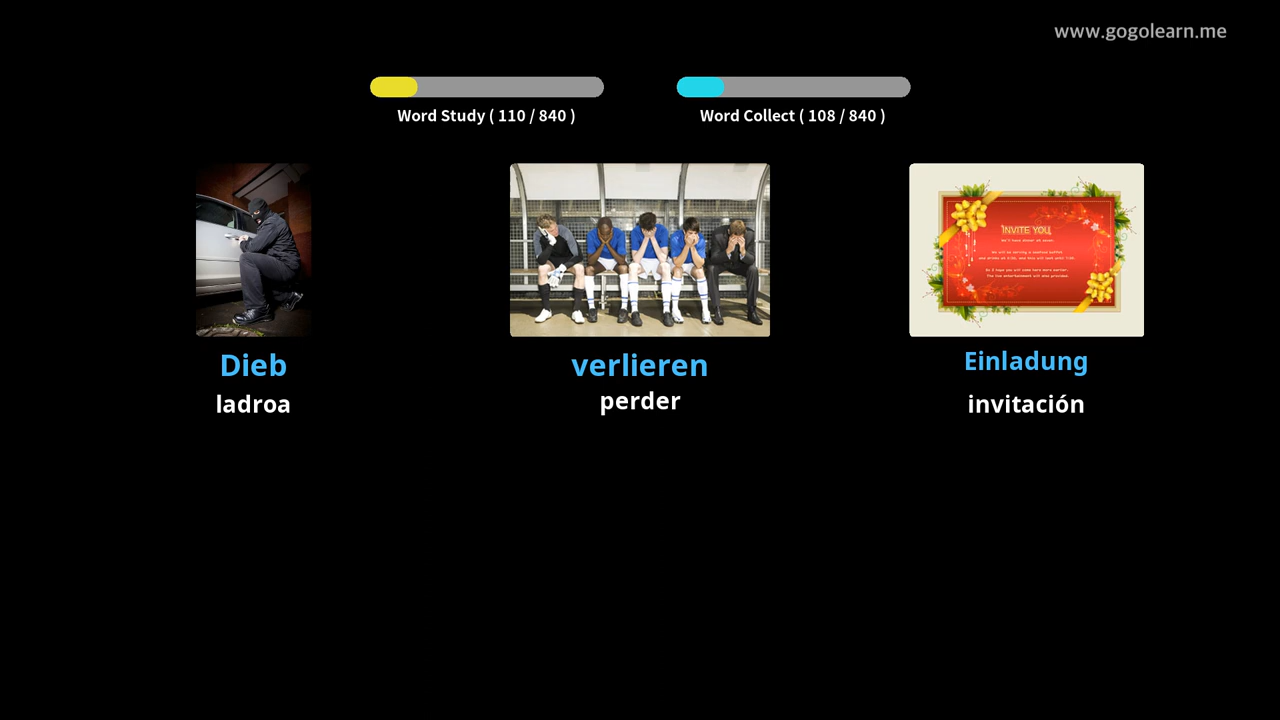 www.gogolearn.me
Word Study ( 110 / 840 )
Word Collect ( 108 / 840 )
INVITE YOU
Dieb
verlieren
Einladung
ladroa
perder
invitación